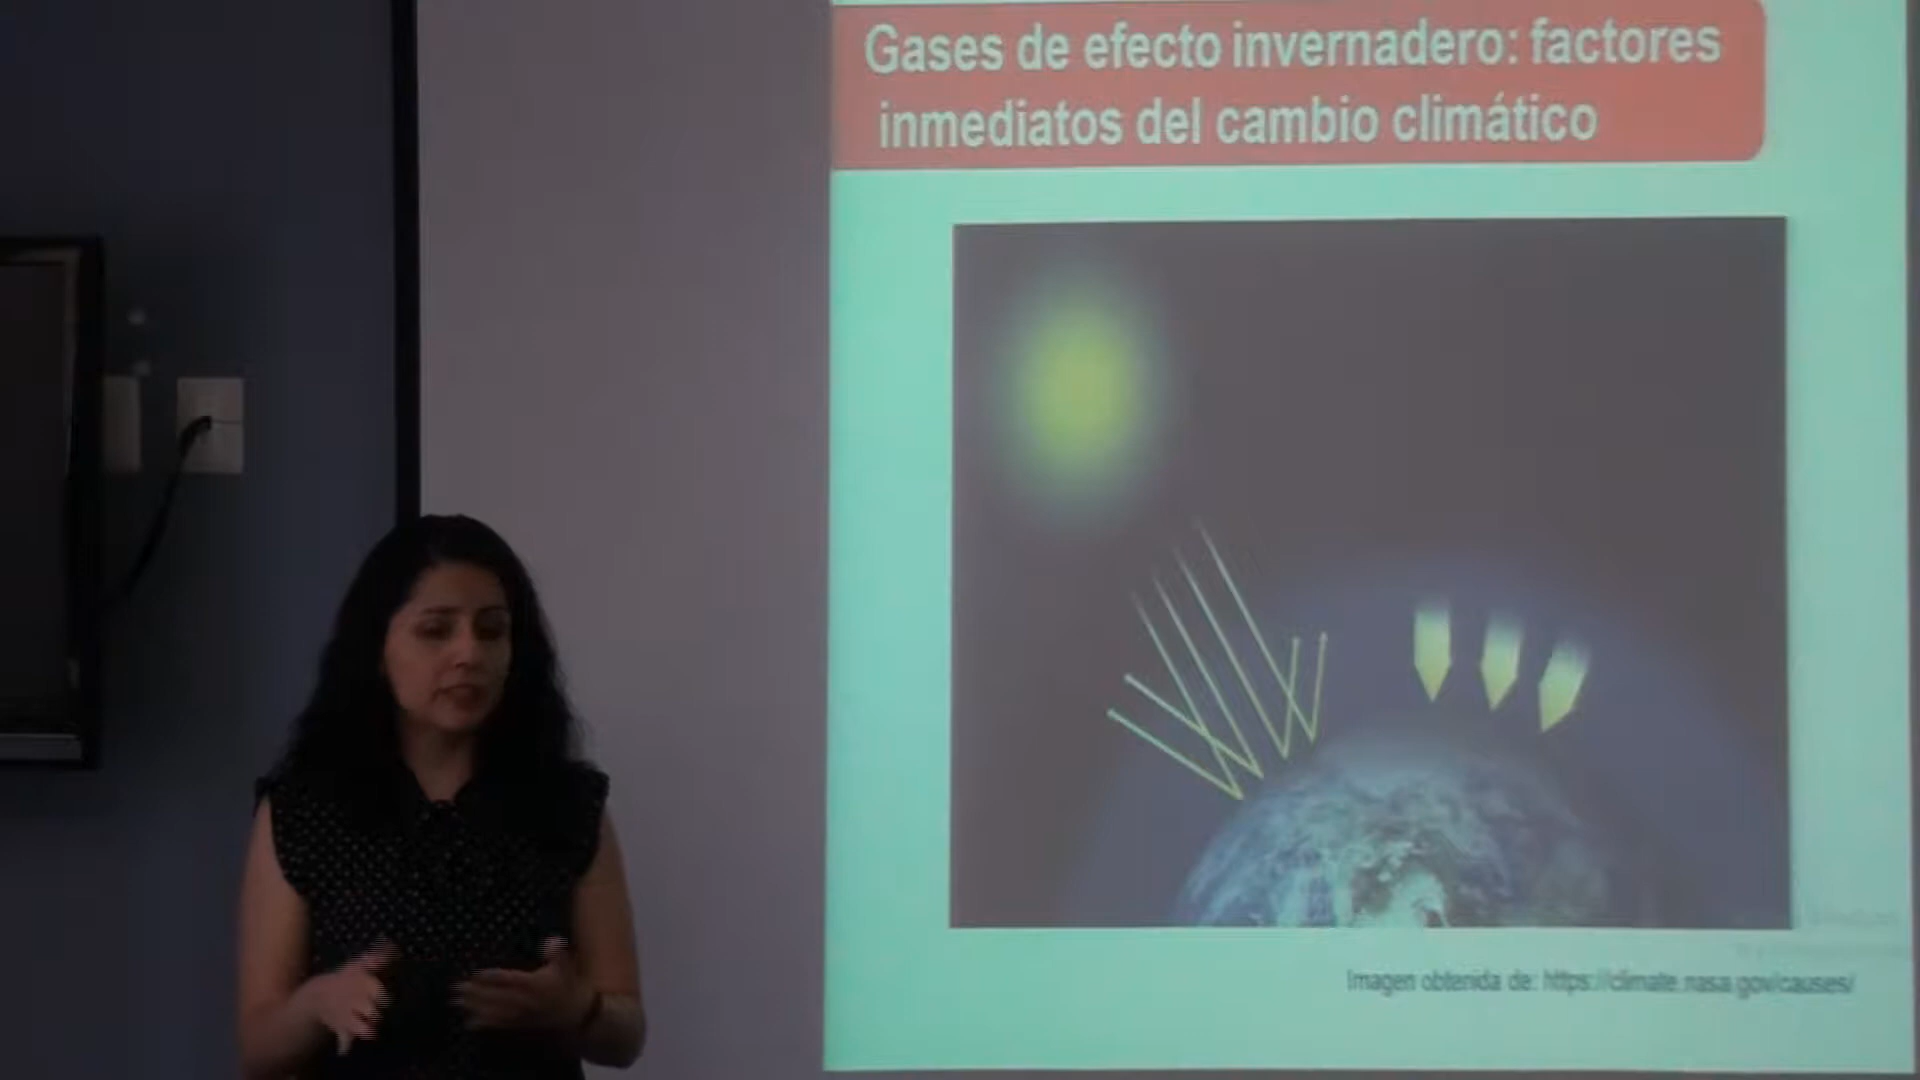 Gases de efecto invernadero: factores
inmediatos del cambio climático
Imagen obtenida de: https://climate.nasa.gov/causes/